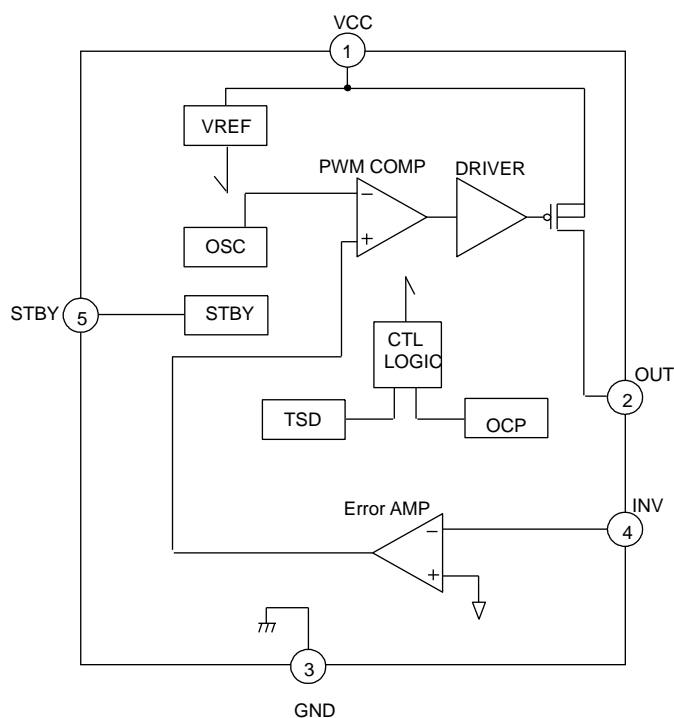 VCC
1
VREF
PWM COMP
DRIVER
−
+
OSC
STBY
5
STBY
CTL
LOGIC
OUT
2
TSD
OCP
Error AMP
INV
−
4
+
3
GND